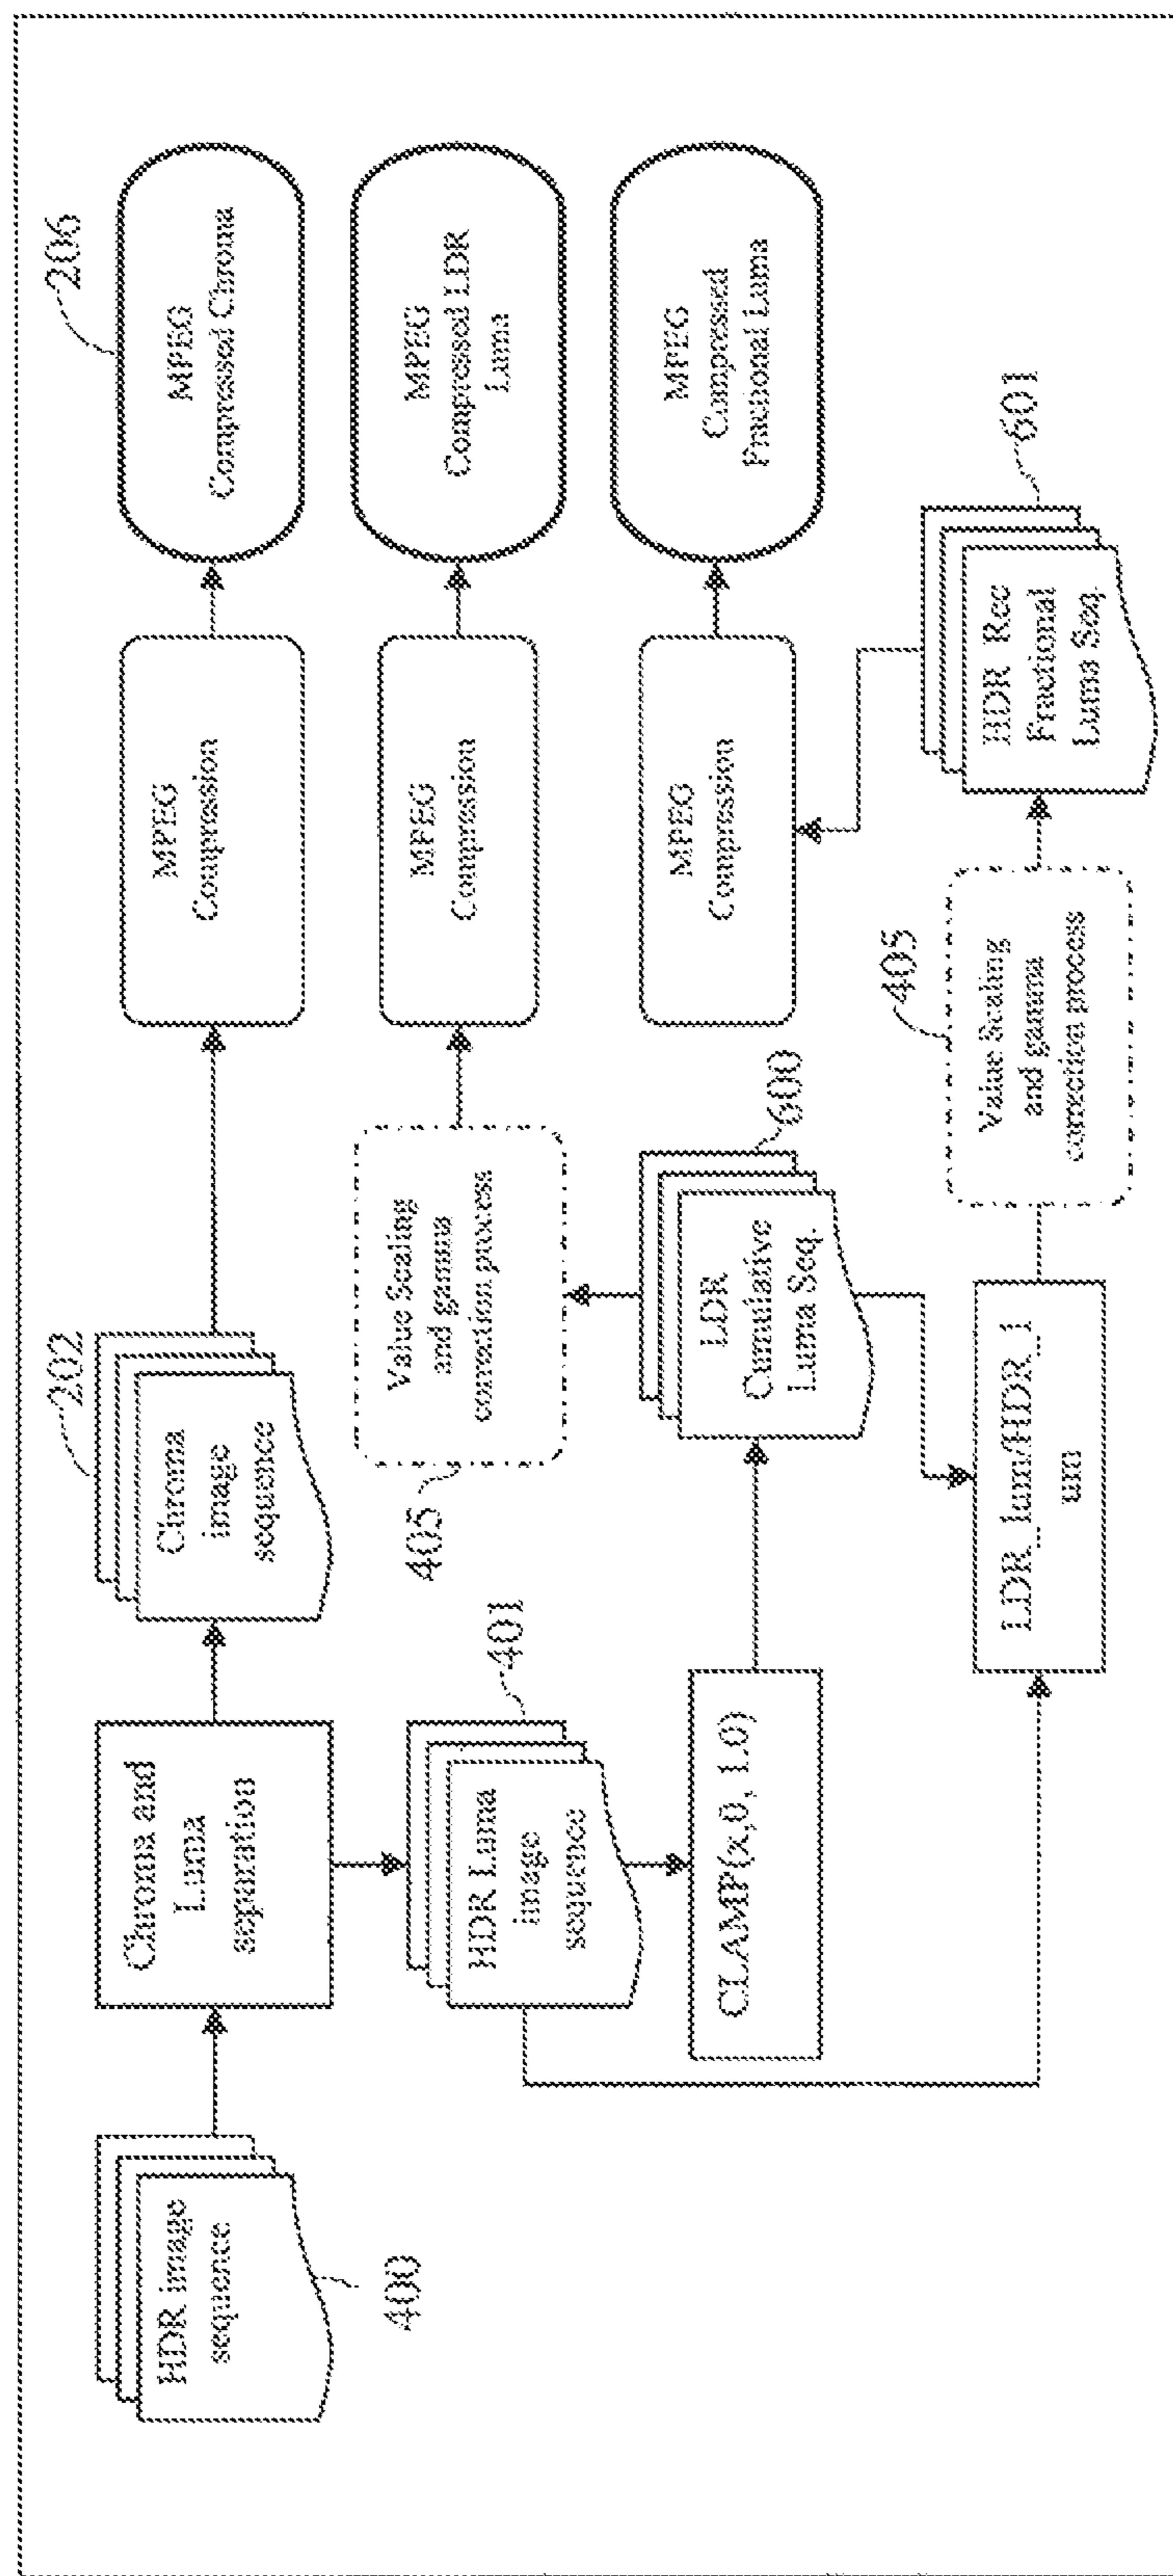 HDR image
sequence
400
Chroma and
Luma
separation
Chroma
image
sequence
202
MPEG
Compression
MPEG
Compressed Chroma
206
HDR Luma
image
sequence
401
Value Scaling
and gamma
correation process
405
MPEG
Compression
MPEG
Compressed LDR
Luma
CLAMP(x,0, 1.0)
LDR
Cumulative
Luma Seq.
600
MPEG
Compression
MPEG
Compressed
Fractional Luma
LDR_lum/HDR_l
um
Value Scaling
and gamma
correction process
405
HDR Rec
Fractional
Luma Seq.
601